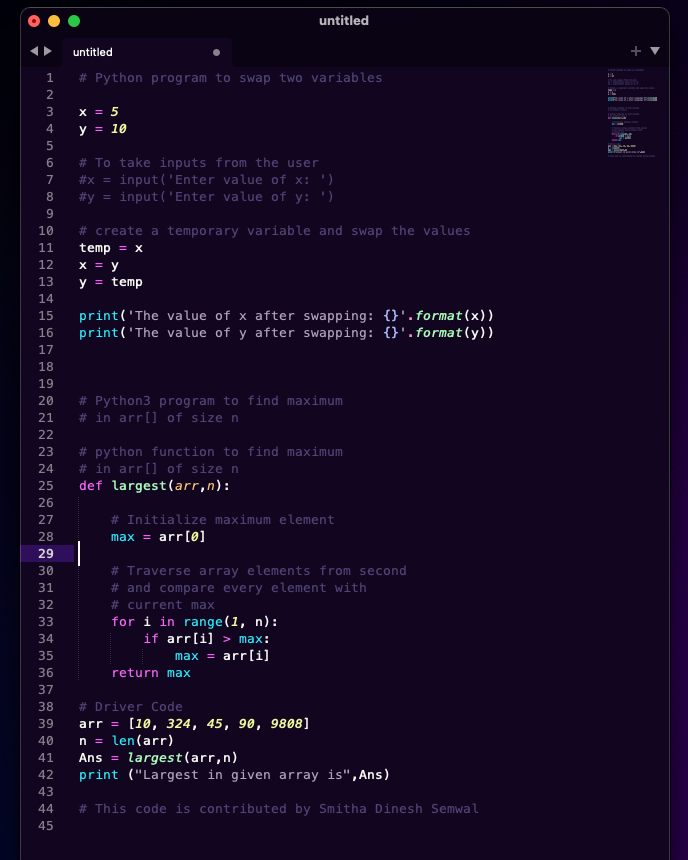 untitled
untitled
1 # Python program to swap two variables
2
3 x = 5
4 y = 10
5
6 # To take inputs from the user
7 #x = input('Enter value of x: ')
8 #y = input('Enter value of y: ')
9
10 # create a temporary variable and swap the values
11 temp = x
12 x = y
13 y = temp
14
15 print('The value of x after swapping: {}'.format(x))
16 print('The value of y after swapping: {}'.format(y))
17
18
19
20 # Python3 program to find maximum
21 # in arr[] of size n
22
23 # python function to find maximum
24 # in arr[] of size n
25 def largest(arr,n):
26
27     # Initialize maximum element
28     max = arr[0]
29
30     # Traverse array elements from second
31     # and compare every element with
32     # current max
33     for i in range(1, n):
34         if arr[i] > max:
35             max = arr[i]
36     return max
37
38 # Driver Code
39 arr = [10, 324, 45, 90, 9808]
40 n = len(arr)
41 Ans = largest(arr,n)
42 print ("Largest in given array is",Ans)
43
44 # This code is contributed by Smitha Dinesh Semwal
45